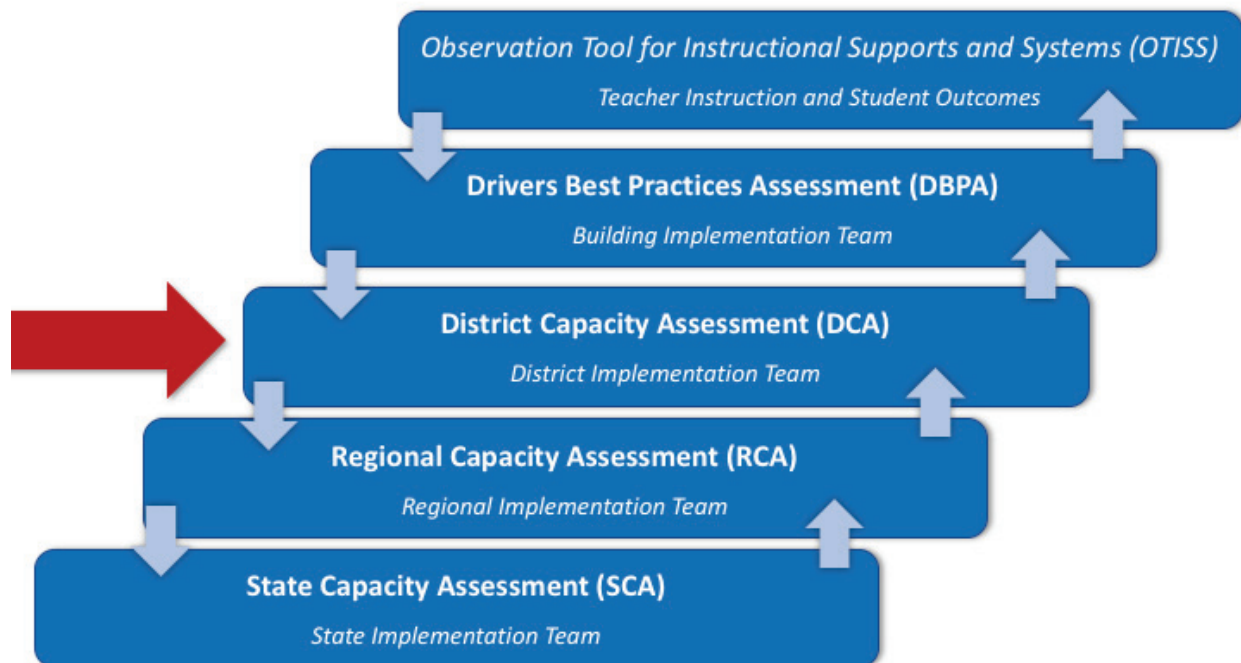 Observation Tool for Instructional Supports and Systems (OTISS)
Teacher Instruction and Student Outcomes
Drivers Best Practices Assessment (DBPA)
Building Implementation Team
District Capacity Assessment (DCA)
District Implementation Team
Regional Capacity Assessment (RCA)
Regional Implementation Team
State Capacity Assessment (SCA)
State Implementation Team